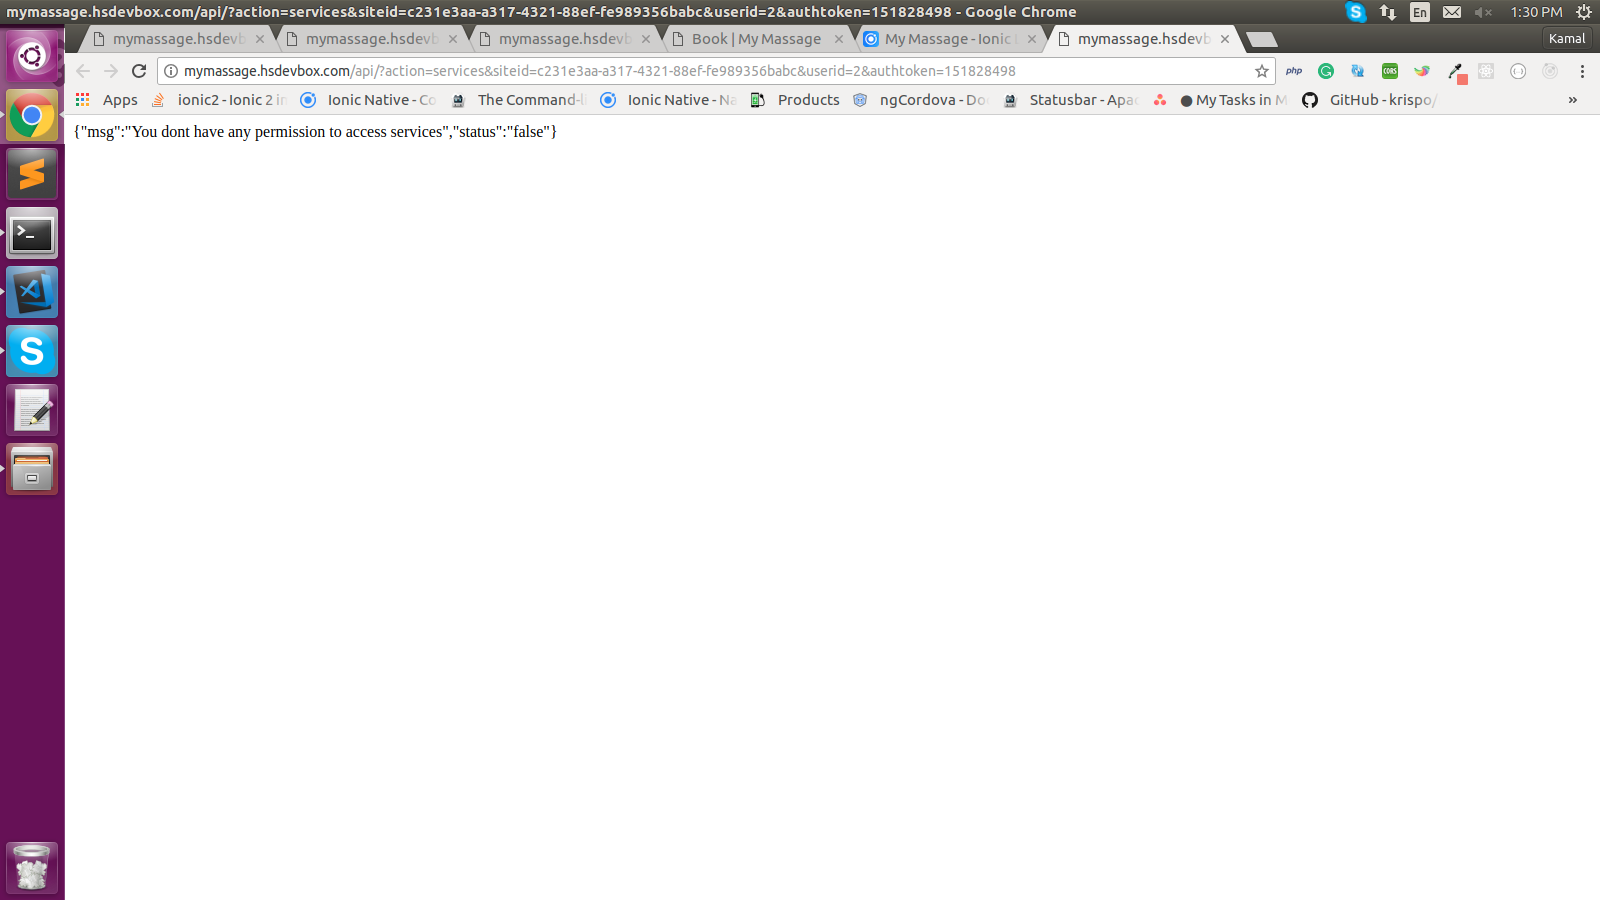 mymassage.hsdevbox.com/api/?action=services&siteid=c231e3aa-a317-4321-88ef-fe989356babc&userid=2&authtoken=151828498 - Google Chrome
En
1:30 PM
mymassage.hsdevb
mymassage.hsdevb
mymassage.hsdevb
Book | My Massage
My Massage - Ionic
mymassage.hsdevb
Kamal
mymassage.hsdevbox.com/api/?action=services&siteid=c231e3aa-a317-4321-88ef-fe989356babc&userid=2&authtoken=151828498
php
CORS
Apps
ionic2 - Ionic 2 in
Ionic Native - Co
The Command-li
Ionic Native - Na
Products
ngCordova - Do
Statusbar - Apac
My Tasks in M
GitHub - krispo/
»
{"msg":"You dont have any permission to access services","status":"false"}